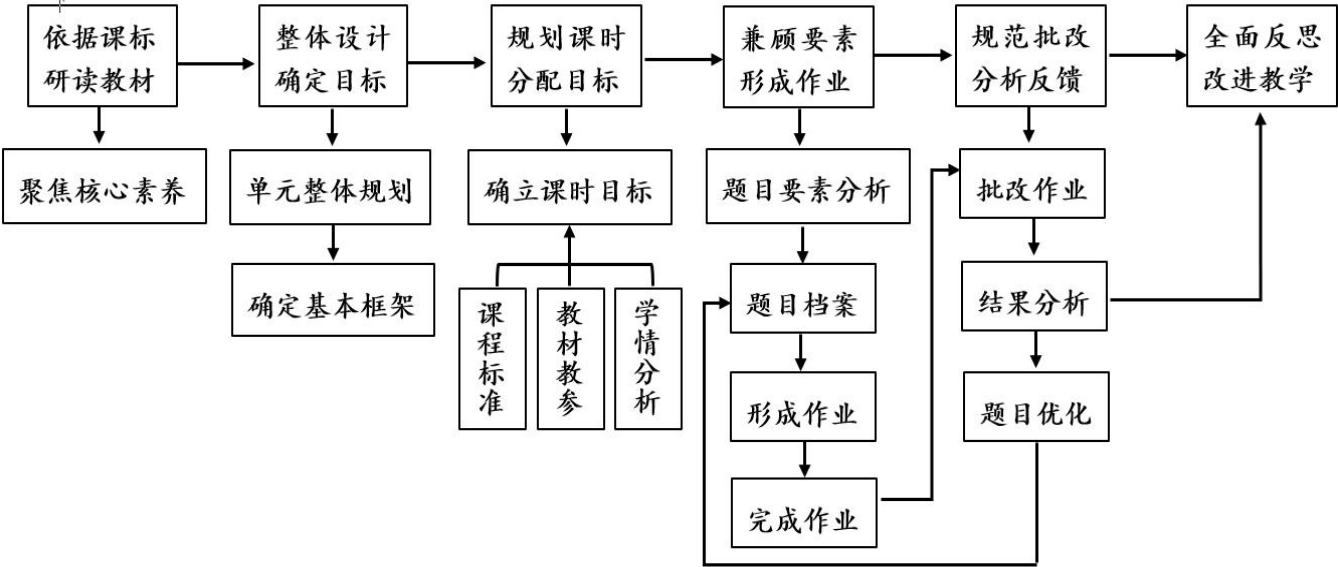 依据课标
研读教材
整体设计
确定目标
规划课时
分配目标
兼顾要素
形成作业
规范批改
分析反馈
全面反思
改进教学
聚焦核心素养
单元整体规划
确立课时目标
题目要素分析
批改作业
确定基本框架
课程标准
教材教参
学情分析
题目档案
结果分析
形成作业
题目优化
完成作业